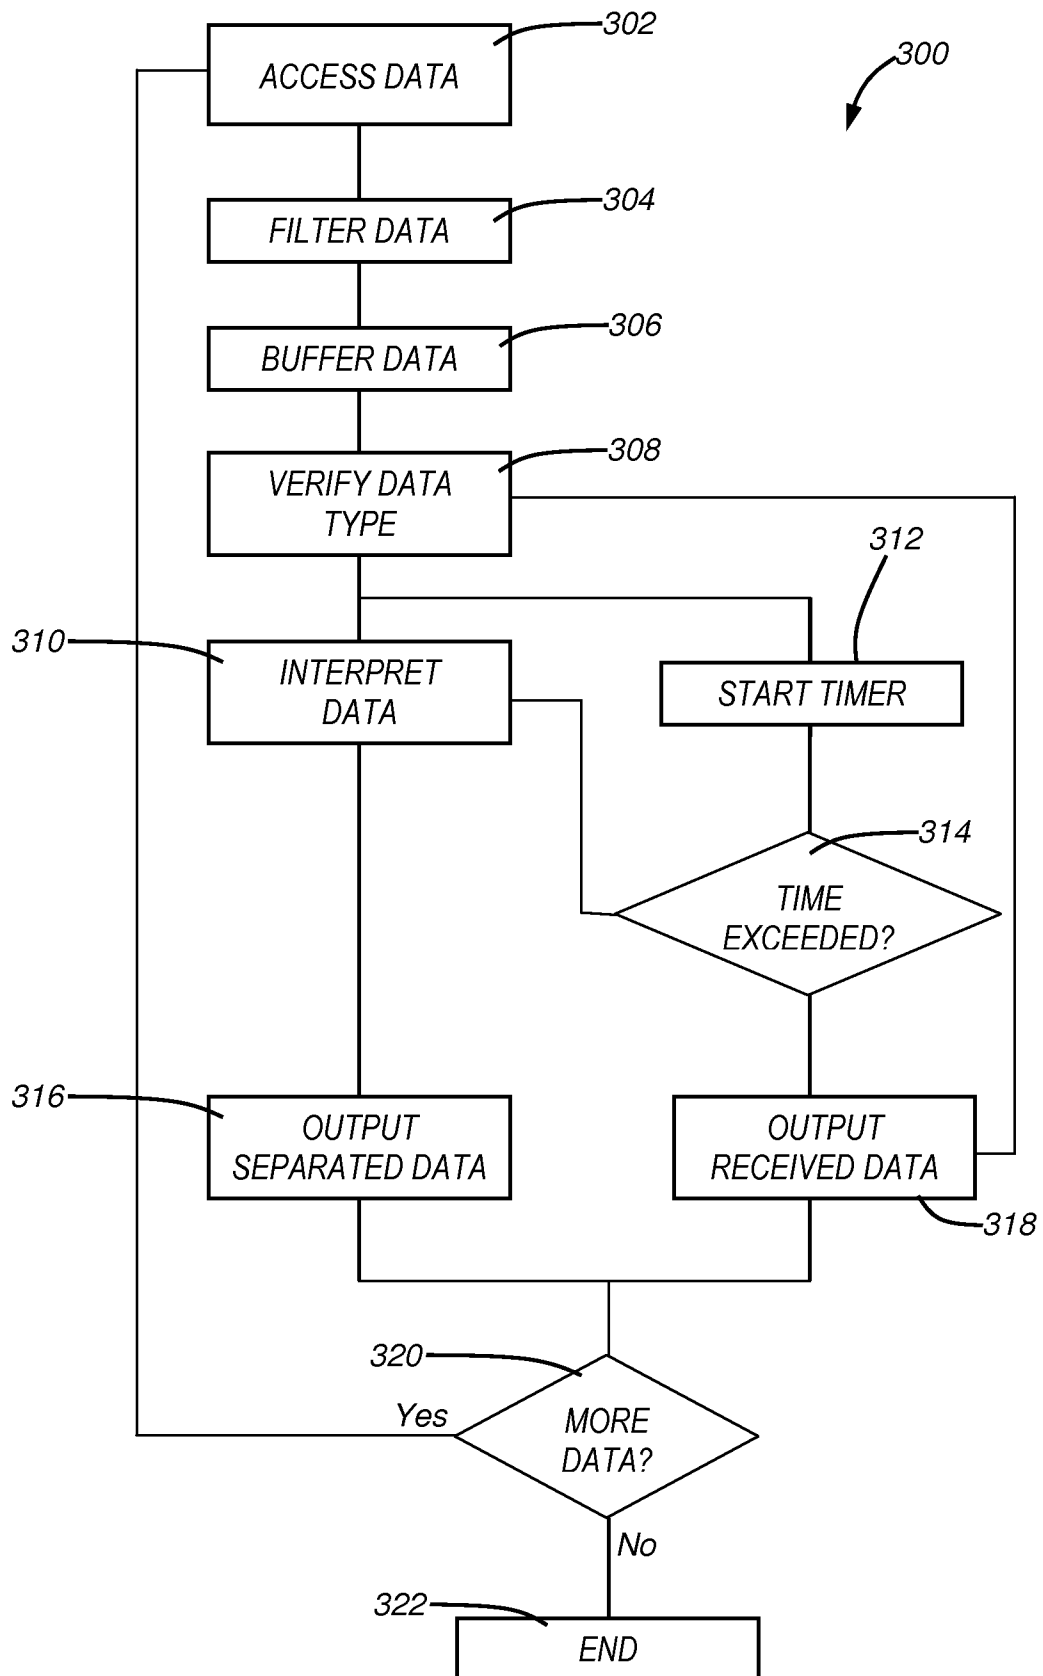 302
300
ACCESS DATA
304
FILTER DATA
306
BUFFER DATA
308
VERIFY DATA
TYPE
312
310
INTERPRET
DATA
START TIMER
314
TIME
EXCEEDED?
316
OUTPUT
SEPARATED DATA
OUTPUT
RECEIVED DATA
318
320
Yes
MORE
DATA?
No
322
END